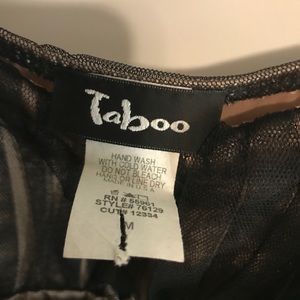 Taboo
HAND WASH
WITH COLD WATER
DO NOT BLEACH
HANG OR LINE DRY
MADE IN U.S.A
RN # 55961
STYLE# 76129
CUT# 12334
M